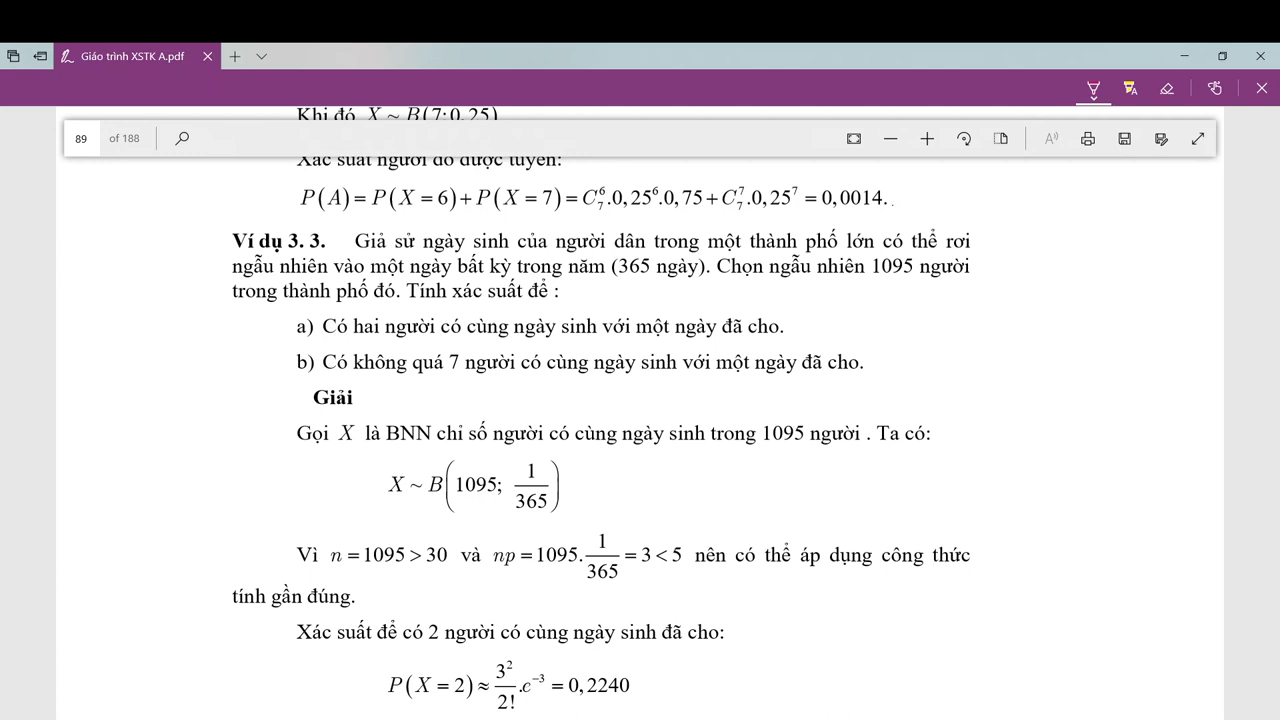 Giáo trình XSTK A.pdf
Khi đó X ~ B(7; 0,25)
89 of 188
Xác suất người đó được tuyển:
P(A) = P(X = 6) + P(X = 7) = C₇⁶.0,25⁶.0,75 + C₇⁷.0,25⁷ = 0,0014.
Ví dụ 3. 3. Giả sử ngày sinh của người dân trong một thành phố lớn có thể rơi
ngẫu nhiên vào một ngày bất kỳ trong năm (365 ngày). Chọn ngẫu nhiên 1095 người
trong thành phố đó. Tính xác suất để :
a) Có hai người có cùng ngày sinh với một ngày đã cho.
b) Có không quá 7 người có cùng ngày sinh với một ngày đã cho.
Giải
Gọi X là BNN chỉ số người có cùng ngày sinh trong 1095 người . Ta có:
X ~ B(1095; 1/365)
Vì n = 1095 > 30 và np = 1095.1/365 = 3 < 5 nên có thể áp dụng công thức
tính gần đúng.
Xác suất để có 2 người có cùng ngày sinh đã cho:
P(X = 2) ≈ 3²/2!.e⁻³ = 0,2240